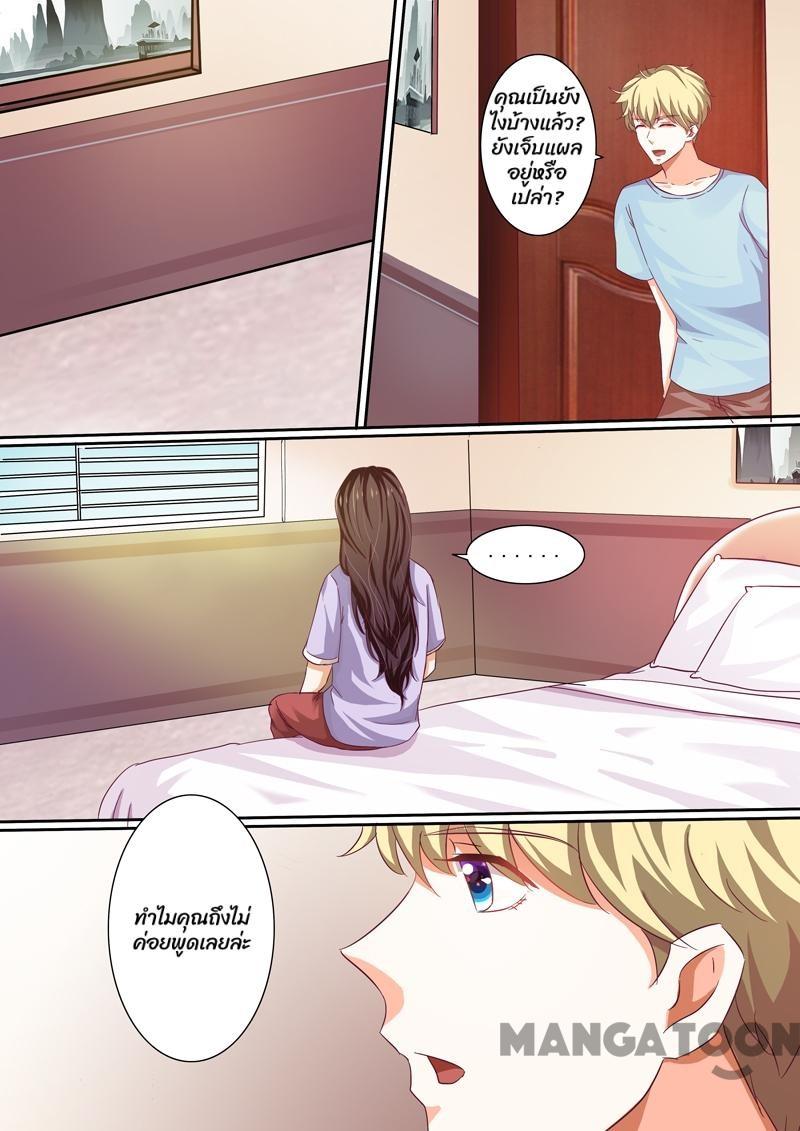 คุณเป็นยัง
ไงบ้างแล้ว?
ยังเจ็บแผล
อยู่หรือ
เปล่า?
......
ทำไมคุณถึงไม่
ค่อยพูดเลยล่ะ
MANGATOON